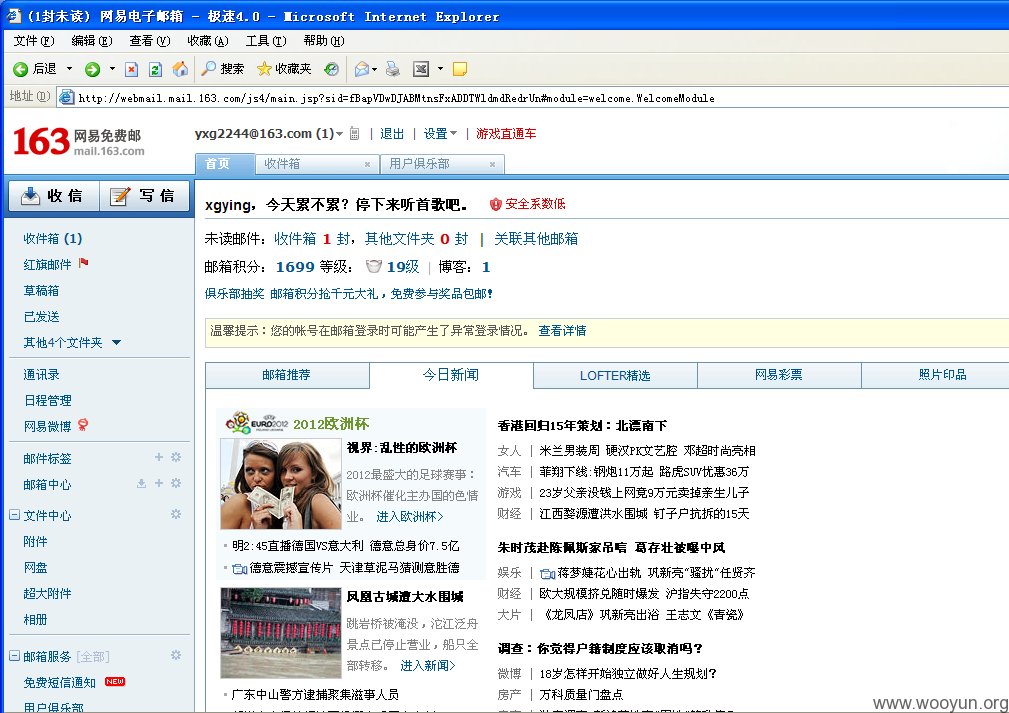 (1封未读) 网易电子邮箱 - 极速4.0 - Microsoft Internet Explorer
文件(F) 编辑(E) 查看(V) 收藏(A) 工具(T) 帮助(H)
后退 搜索 收藏夹
地址(D) http://webmail.mail.163.com/js4/main.jsp?sid=fBapVDwDJABMtnsFxADDTWldmdRedrUn#module=welcome.WelcomeModule
163 网易免费邮
mail.163.com
yxg2244@163.com (1) | 退出 | 设置 | 游戏直通车
首页 收件箱 × 用户俱乐部 ×
收信 写信
收件箱 (1)
红旗邮件
草稿箱
已发送
其他4个文件夹
通讯录
日程管理
网易微博
邮件标签
邮箱中心
文件中心
附件
网盘
超大附件
相册
邮箱服务 [全部]
免费短信通知 NEW
用户俱乐部
xgying，今天累不累？停下来听首歌吧。 安全系数低
未读邮件：收件箱 1 封，其他文件夹 0 封 | 关联其他邮箱
邮箱积分： 1699 等级： 19级 | 博客： 1
俱乐部抽奖 邮箱积分抢千元大礼，免费参与奖品包邮！
温馨提示：您的帐号在邮箱登录时可能产生了异常登录情况。 查看详情
邮箱推荐 今日新闻 LOFTER精选 网易彩票 照片印品
EURO2012 2012欧洲杯
视界：乱性的欧洲杯
2012最盛大的足球赛事：
欧洲杯催化主办国的色情
业。 进入欧洲杯>
明2:45直播德国VS意大利 德意总身价7.5亿
德意震撼宣传片 天津草泥马猜测意胜德
凤凰古城遭大水围城
跳岩桥被淹没，沱江泛舟
景点已停止营业，船只全
部转移。 进入新闻>
广东中山警方逮捕聚集滋事人员
香港回归15年策划：北漂南下
女人 | 米兰男装周 硬汉PK文艺腔 邓超时尚亮相
汽车 | 菲翔下线：钢炮11万起 路虎SUV优惠36万
游戏 | 23岁父亲没钱上网竟9万元卖掉亲生儿子
财经 | 江西婺源遭洪水围城 钉子户抗拆的15天
朱时茂赴陈佩斯家吊唁 葛存壮被曝中风
娱乐 | 蒋梦婕花心出轨 巩新亮"骚扰"任贤齐
财经 | 欧大规模挤兑随时爆发 沪指失守2200点
大片 | 《龙凤店》巩新亮出浴 王志文《青瓷》
调查：你觉得户籍制度应该取消吗？
微博 | 18岁怎样开始独立做好人生规划？
房产 | 万科质量门盘点
www.wooyun.org